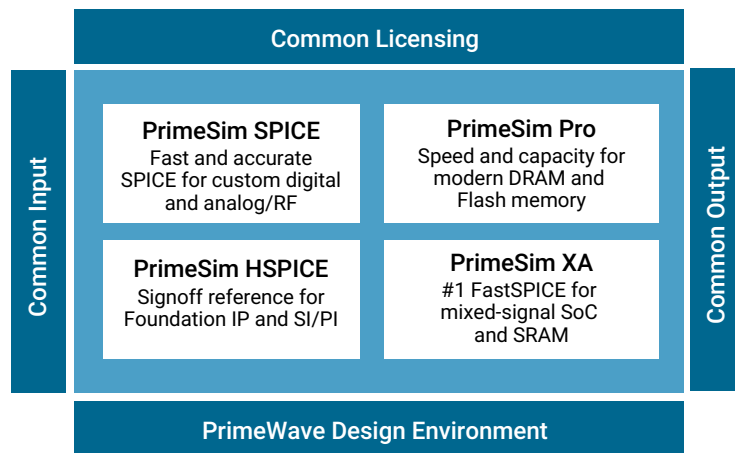 Common Licensing
Common Input
PrimeSim SPICE
Fast and accurate
SPICE for custom digital
and analog/RF
PrimeSim Pro
Speed and capacity for
modern DRAM and
Flash memory
PrimeSim HSPICE
Signoff reference for
Foundation IP and SI/PI
PrimeSim XA
#1 FastSPICE for
mixed-signal SoC
and SRAM
Common Output
PrimeWave Design Environment